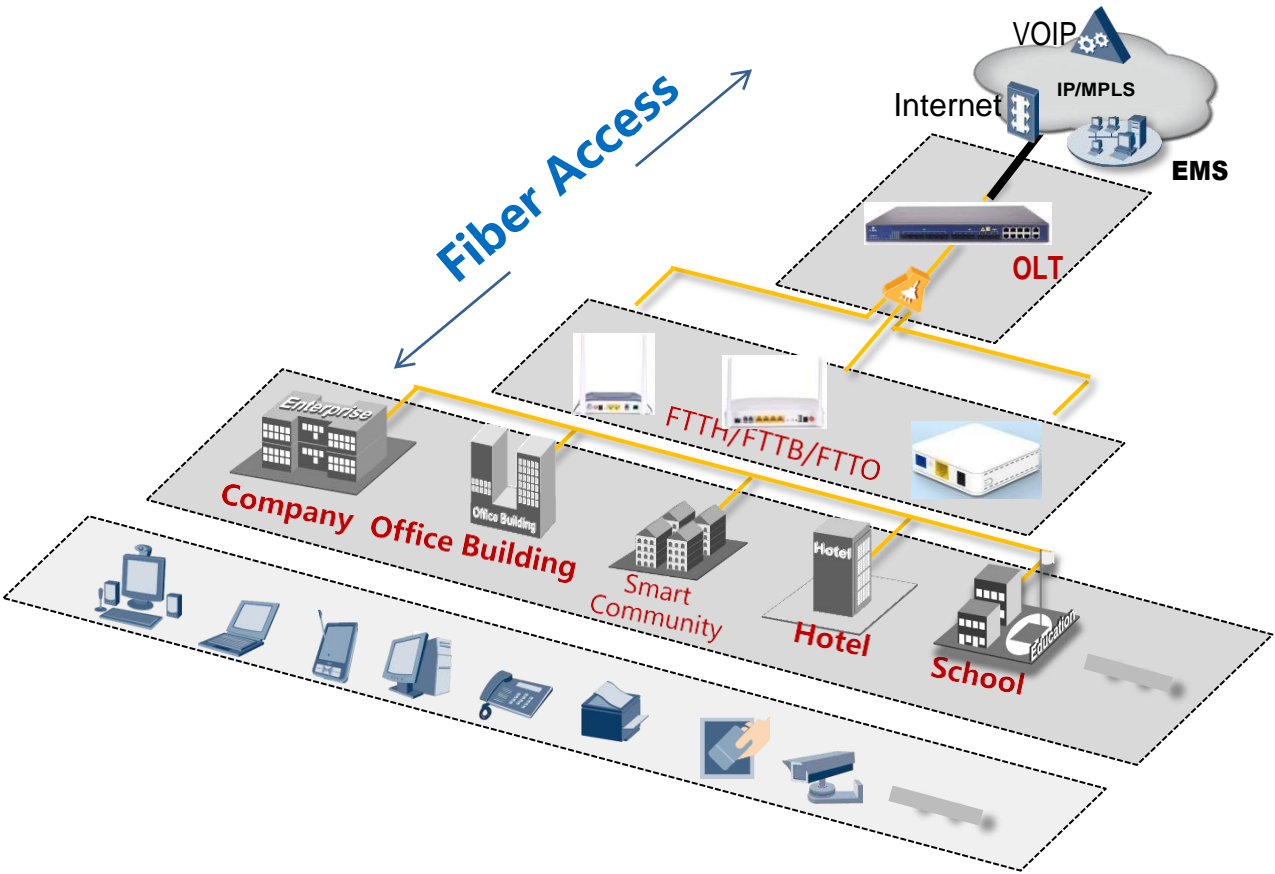 VOIP
IP/MPLS
Internet
EMS
Fiber Access
OLT
FTTH/FTTB/FTTO
Enterprise
Company
Office Building
Office Building
Smart
Community
Hotel
Hotel
Education
School